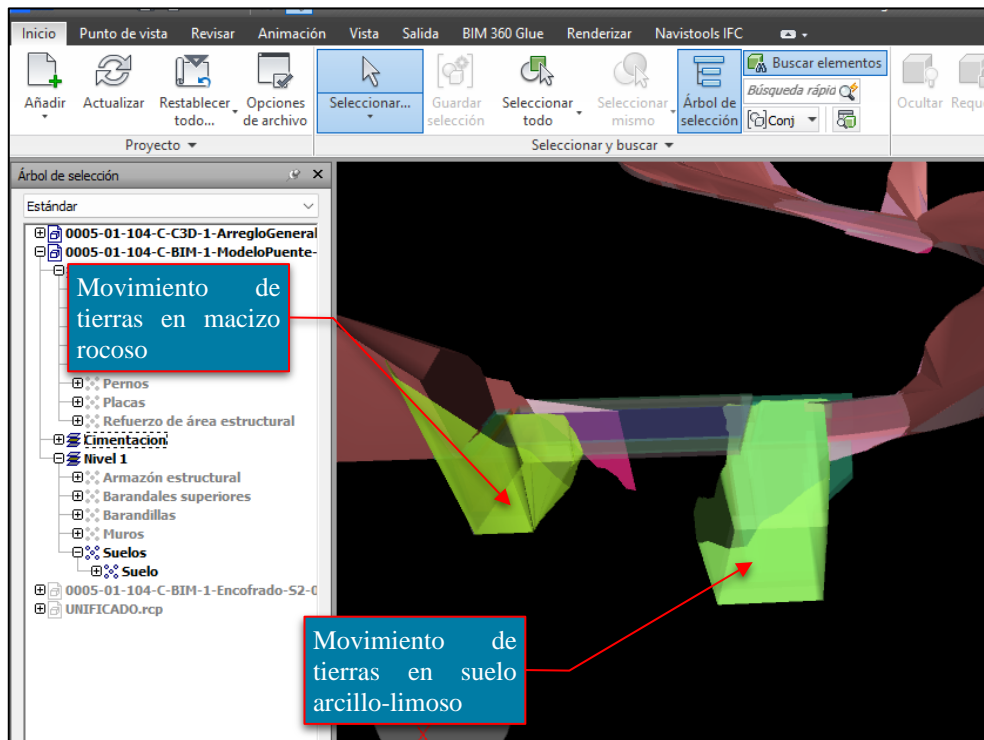 Inicio Punto de vista Revisar Animación Vista Salida BIM 360 Glue Renderizar Navistools IFC
Añadir
Actualizar
Restablecer
todo...
Opciones
de archivo
Proyecto
Seleccionar...
Guardar
selección
Seleccionar
todo
Seleccionar
mismo
Árbol de
selección
Buscar elementos
Búsqueda rápida
Conj
Seleccionar y buscar
Ocultar
Árbol de selección
Estándar
0005-01-104-C-C3D-1-ArregloGeneral
0005-01-104-C-BIM-1-ModeloPuente-
Movimiento de
tierras en macizo
rocoso
Pernos
Placas
Refuerzo de área estructural
Cimentacion
Nivel 1
Armazón estructural
Barandales superiores
Barandillas
Muros
Suelos
Suelo
0005-01-104-C-BIM-1-Encofrado-S2-0
UNIFICADO.rcp
Movimiento de
tierras en suelo
arcillo-limoso